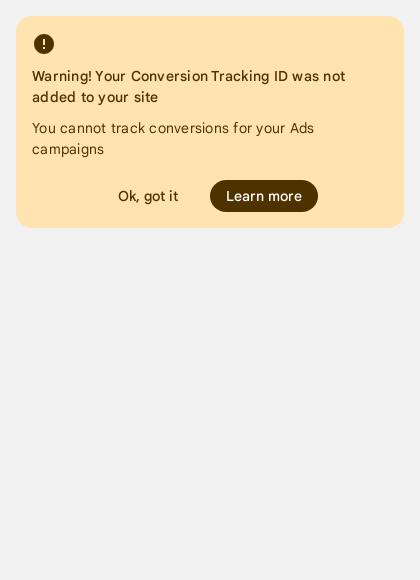 Warning! Your Conversion Tracking ID was not
added to your site
You cannot track conversions for your Ads
campaigns
Ok, got it
Learn more